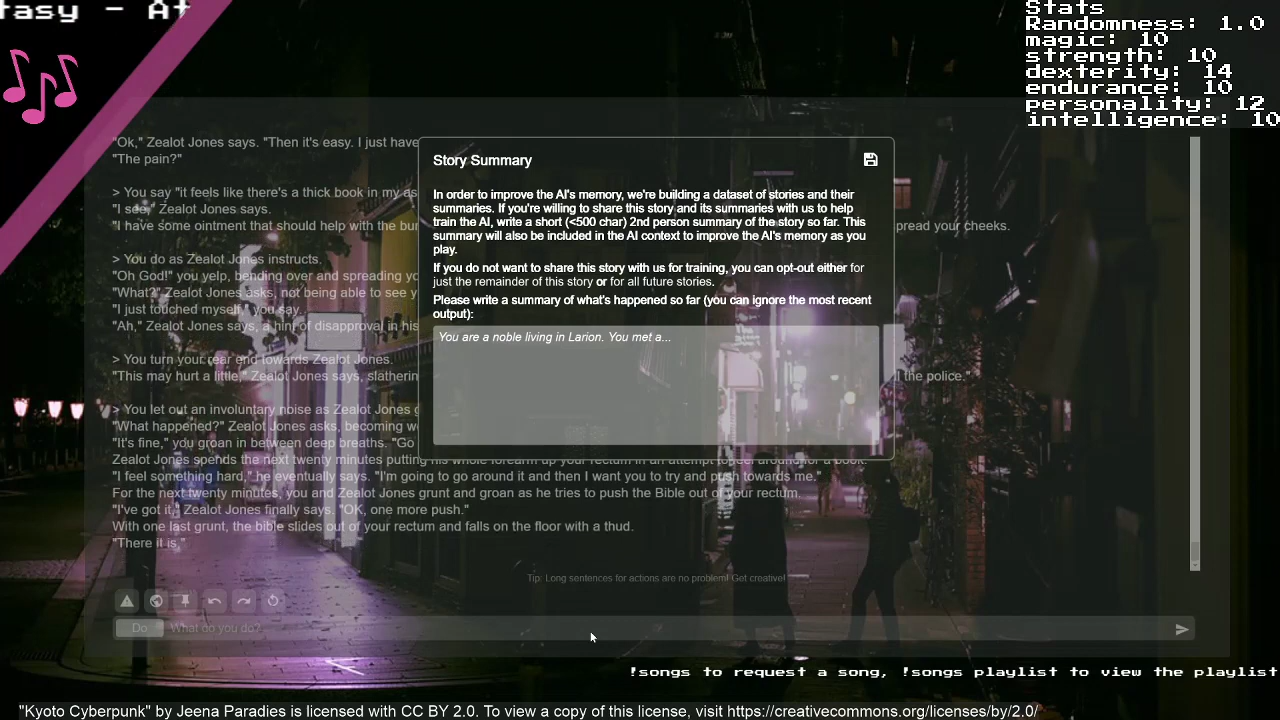 tasy - At
Stats
Randomness: 1.0
magic: 10
strength: 10
dexterity: 14
endurance: 10
personality: 12
intelligence: 10
"Ok," Zealot Jones says. "Then it's easy. I just have
"The pain?"
> You say "it feels like there's a thick book in my as
"I see," Zealot Jones says.
"I have some ointment that should help with the bur pread your cheeks.
> You do as Zealot Jones instructs.
"Oh God!" you yelp, bending over and spreading yo
"What?" Zealot Jones asks, not being able to see y
"I just touched myself," you say.
"Ah," Zealot Jones says, a hint of disapproval in his
> You turn your rear end towards Zealot Jones.
"This may hurt a little," Zealot Jones says, slatherin ll the police."
> You let out an involuntary noise as Zealot Jones g
"What happened?" Zealot Jones asks, becoming w
"It's fine," you groan in between deep breaths. "Go
Zealot Jones spends the next twenty minutes putting his whole forearm up your rectum in an attempt to feel around for a book.
"I feel something hard," he eventually says. "I'm going to go around it and then I want you to try and push towards me."
For the next twenty minutes, you and Zealot Jones grunt and groan as he tries to push the Bible out of your rectum.
"I've got it," Zealot Jones finally says. "OK, one more push."
With one last grunt, the bible slides out of your rectum and falls on the floor with a thud.
"There it is."
Story Summary
In order to improve the AI's memory, we're building a dataset of stories and their
summaries. If you're willing to share this story and its summaries with us to help
train the AI, write a short (<500 char) 2nd person summary of the story so far. This
summary will also be included in the AI context to improve the AI's memory as you
play.
If you do not want to share this story with us for training, you can opt-out either for
just the remainder of this story or for all future stories.
Please write a summary of what's happened so far (you can ignore the most recent
output):
You are a noble living in Larion. You met a...
Tip: Long sentences for actions are no problem! Get creative!
Do What do you do?
!songs to request a song, !songs playlist to view the playlist
"Kyoto Cyberpunk" by Jeena Paradies is licensed with CC BY 2.0. To view a copy of this license, visit https://creativecommons.org/licenses/by/2.0/